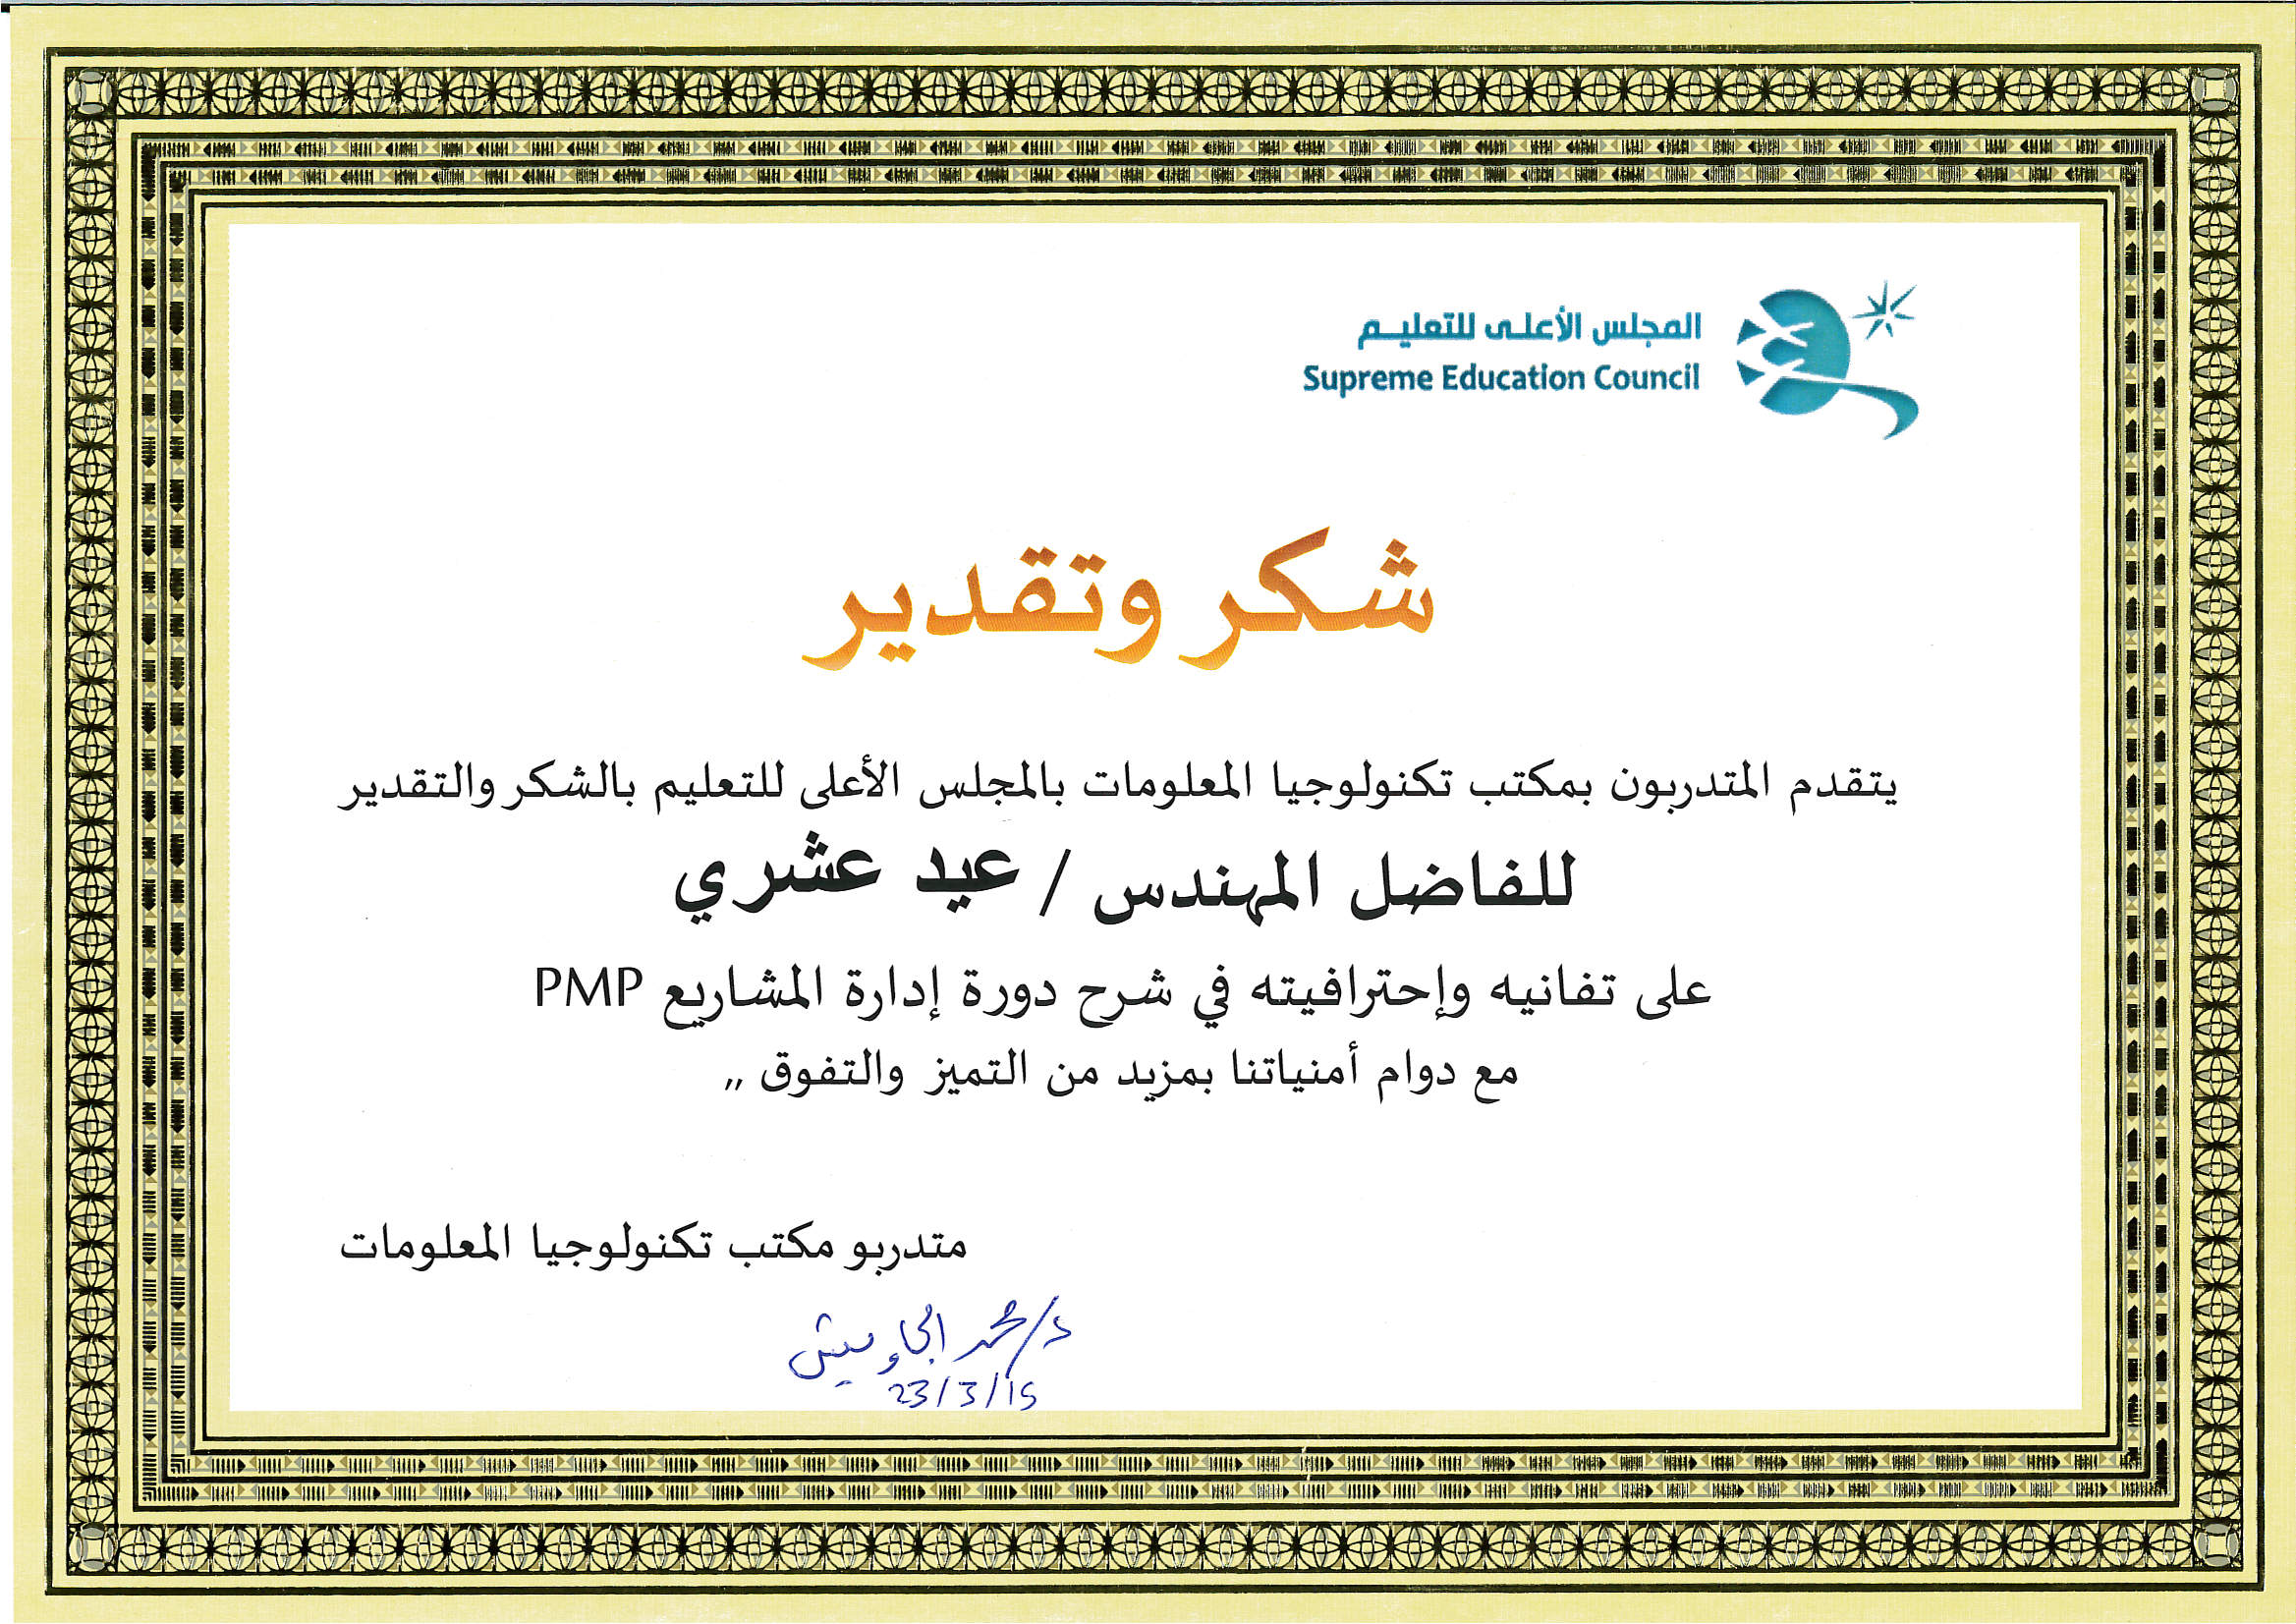 المجلس الأعلى للتعليم
Supreme Education Council
شكر وتقدير
يتقدم المتدربون بمكتب تكنولوجيا المعلومات بالمجلس الأعلى للتعليم بالشكر والتقدير
للفاضل المهندس / عيد عشري
على تفانيه وإحترافيته في شرح دورة إدارة المشاريع PMP
مع دوام أمنياتنا بمزيد من التميز والتفوق ,,
متدربو مكتب تكنولوجيا المعلومات
د/محمد الجاويش
23/3/15